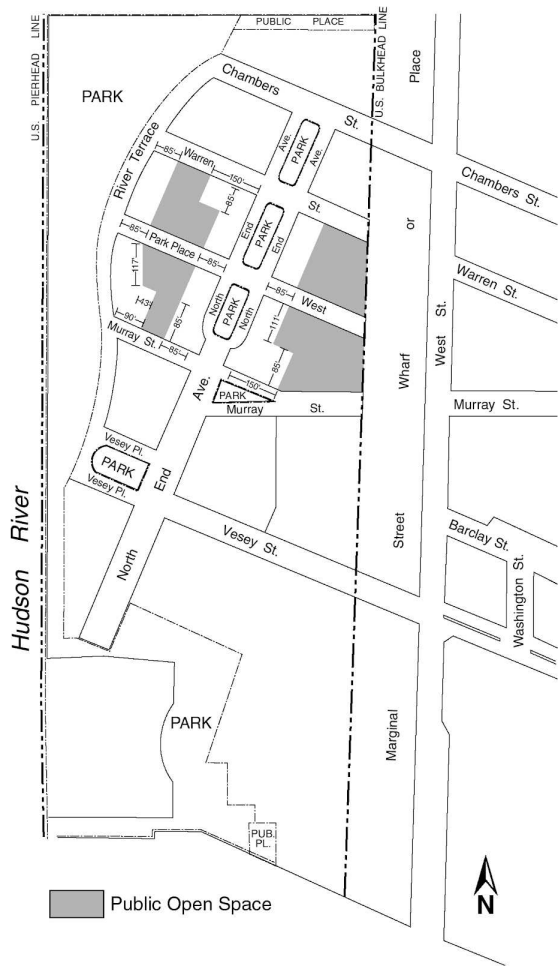 PUBLIC PLACE
U.S. PIERHEAD LINE
U.S. BULKHEAD LINE
Place
PARK
Chambers
St.
River Terrace
Ave.
PARK
Ave.
Chambers St.
85'
Warren
150'
85'
St.
or
End
PARK
End
Warren St.
85'
Park Place
85'
117'
North
PARK
North
85'
West
43'
85'
111'
Wharf
West St.
90'
Murray St.
85'
85'
150'
PARK
Ave.
Murray St.
Murray St.
Vesey Pl.
PARK
Vesey Pl.
End
Vesey St.
Street
Barclay St.
Washington St.
North
Hudson River
PARK
Marginal
PUB.
PL.
N
Public Open Space